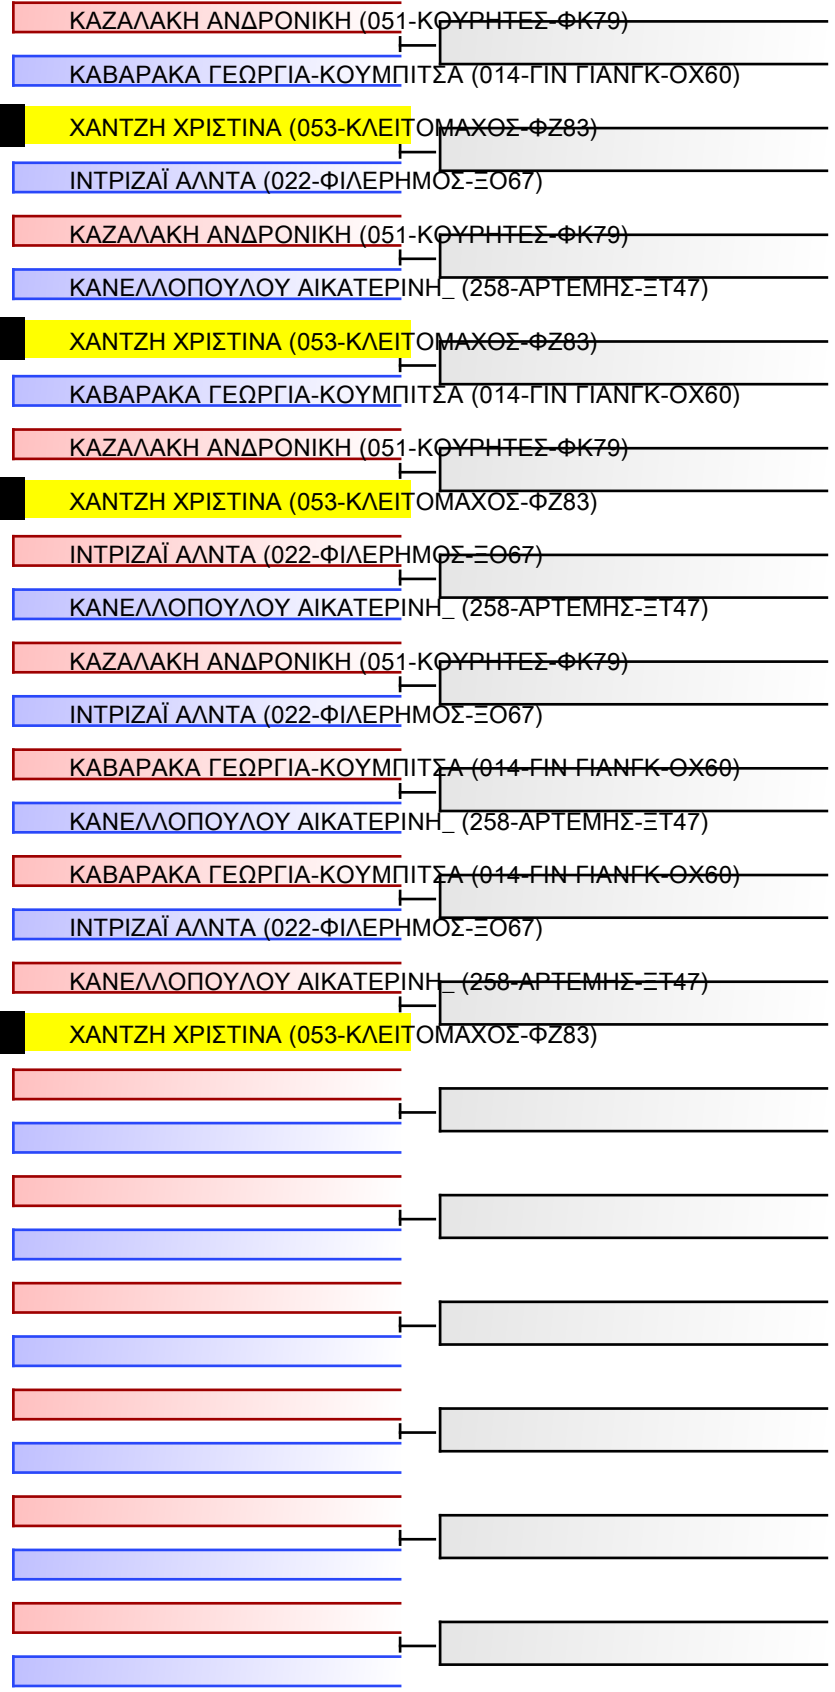 ΚΑΖΑΛΑΚΗ ΑΝΔΡΟΝΙΚΗ (051-ΚΟΥΡΗΤΕΣ-ΦΚ79)
ΚΑΒΑΡΑΚΑ ΓΕΩΡΓΙΑ-ΚΟΥΜΠΙΤΣΑ (014-ΓΙΝ ΓΙΑΝΓΚ-ΟΧ60)
ΧΑΝΤΖΗ ΧΡΙΣΤΙΝΑ (053-ΚΛΕΙΤΟΜΑΧΟΣ-ΦΖ83)
ΙΝΤΡΙΖΑΪ ΑΛΝΤΑ (022-ΦΙΛΕΡΗΜΟΣ-ΞΟ67)
ΚΑΖΑΛΑΚΗ ΑΝΔΡΟΝΙΚΗ (051-ΚΟΥΡΗΤΕΣ-ΦΚ79)
ΚΑΝΕΛΛΟΠΟΥΛΟΥ ΑΙΚΑΤΕΡΙΝΗ_ (258-ΑΡΤΕΜΗΣ-ΞΤ47)
ΧΑΝΤΖΗ ΧΡΙΣΤΙΝΑ (053-ΚΛΕΙΤΟΜΑΧΟΣ-ΦΖ83)
ΚΑΒΑΡΑΚΑ ΓΕΩΡΓΙΑ-ΚΟΥΜΠΙΤΣΑ (014-ΓΙΝ ΓΙΑΝΓΚ-ΟΧ60)
ΚΑΖΑΛΑΚΗ ΑΝΔΡΟΝΙΚΗ (051-ΚΟΥΡΗΤΕΣ-ΦΚ79)
ΧΑΝΤΖΗ ΧΡΙΣΤΙΝΑ (053-ΚΛΕΙΤΟΜΑΧΟΣ-ΦΖ83)
ΙΝΤΡΙΖΑΪ ΑΛΝΤΑ (022-ΦΙΛΕΡΗΜΟΣ-ΞΟ67)
ΚΑΝΕΛΛΟΠΟΥΛΟΥ ΑΙΚΑΤΕΡΙΝΗ_ (258-ΑΡΤΕΜΗΣ-ΞΤ47)
ΚΑΖΑΛΑΚΗ ΑΝΔΡΟΝΙΚΗ (051-ΚΟΥΡΗΤΕΣ-ΦΚ79)
ΙΝΤΡΙΖΑΪ ΑΛΝΤΑ (022-ΦΙΛΕΡΗΜΟΣ-ΞΟ67)
ΚΑΒΑΡΑΚΑ ΓΕΩΡΓΙΑ-ΚΟΥΜΠΙΤΣΑ (014-ΓΙΝ ΓΙΑΝΓΚ-ΟΧ60)
ΚΑΝΕΛΛΟΠΟΥΛΟΥ ΑΙΚΑΤΕΡΙΝΗ_ (258-ΑΡΤΕΜΗΣ-ΞΤ47)
ΚΑΒΑΡΑΚΑ ΓΕΩΡΓΙΑ-ΚΟΥΜΠΙΤΣΑ (014-ΓΙΝ ΓΙΑΝΓΚ-ΟΧ60)
ΙΝΤΡΙΖΑΪ ΑΛΝΤΑ (022-ΦΙΛΕΡΗΜΟΣ-ΞΟ67)
ΚΑΝΕΛΛΟΠΟΥΛΟΥ ΑΙΚΑΤΕΡΙΝΗ_ (258-ΑΡΤΕΜΗΣ-ΞΤ47)
ΧΑΝΤΖΗ ΧΡΙΣΤΙΝΑ (053-ΚΛΕΙΤΟΜΑΧΟΣ-ΦΖ83)